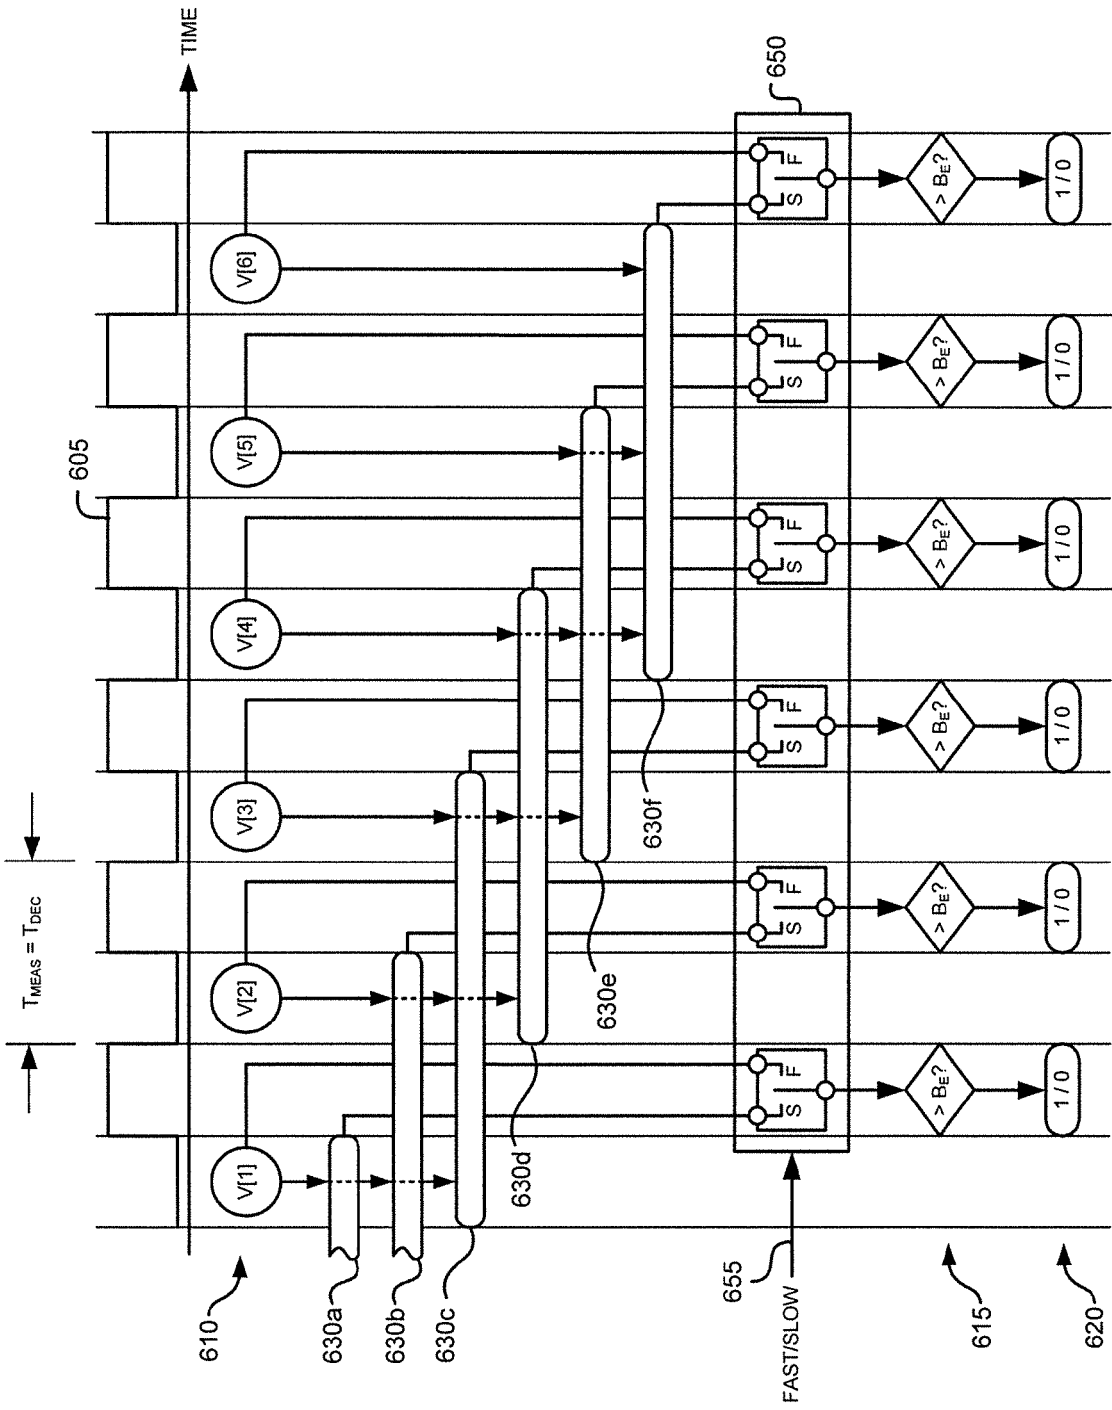 TIME
605
T_MEAS = T_DEC
610
V[1]
V[2]
V[3]
V[4]
V[5]
V[6]
630a
630b
630c
630d
630e
630f
650
FAST/SLOW
655
S F
S F
S F
S F
S F
S F
615
> B_E?
> B_E?
> B_E?
> B_E?
> B_E?
> B_E?
620
1 / 0
1 / 0
1 / 0
1 / 0
1 / 0
1 / 0